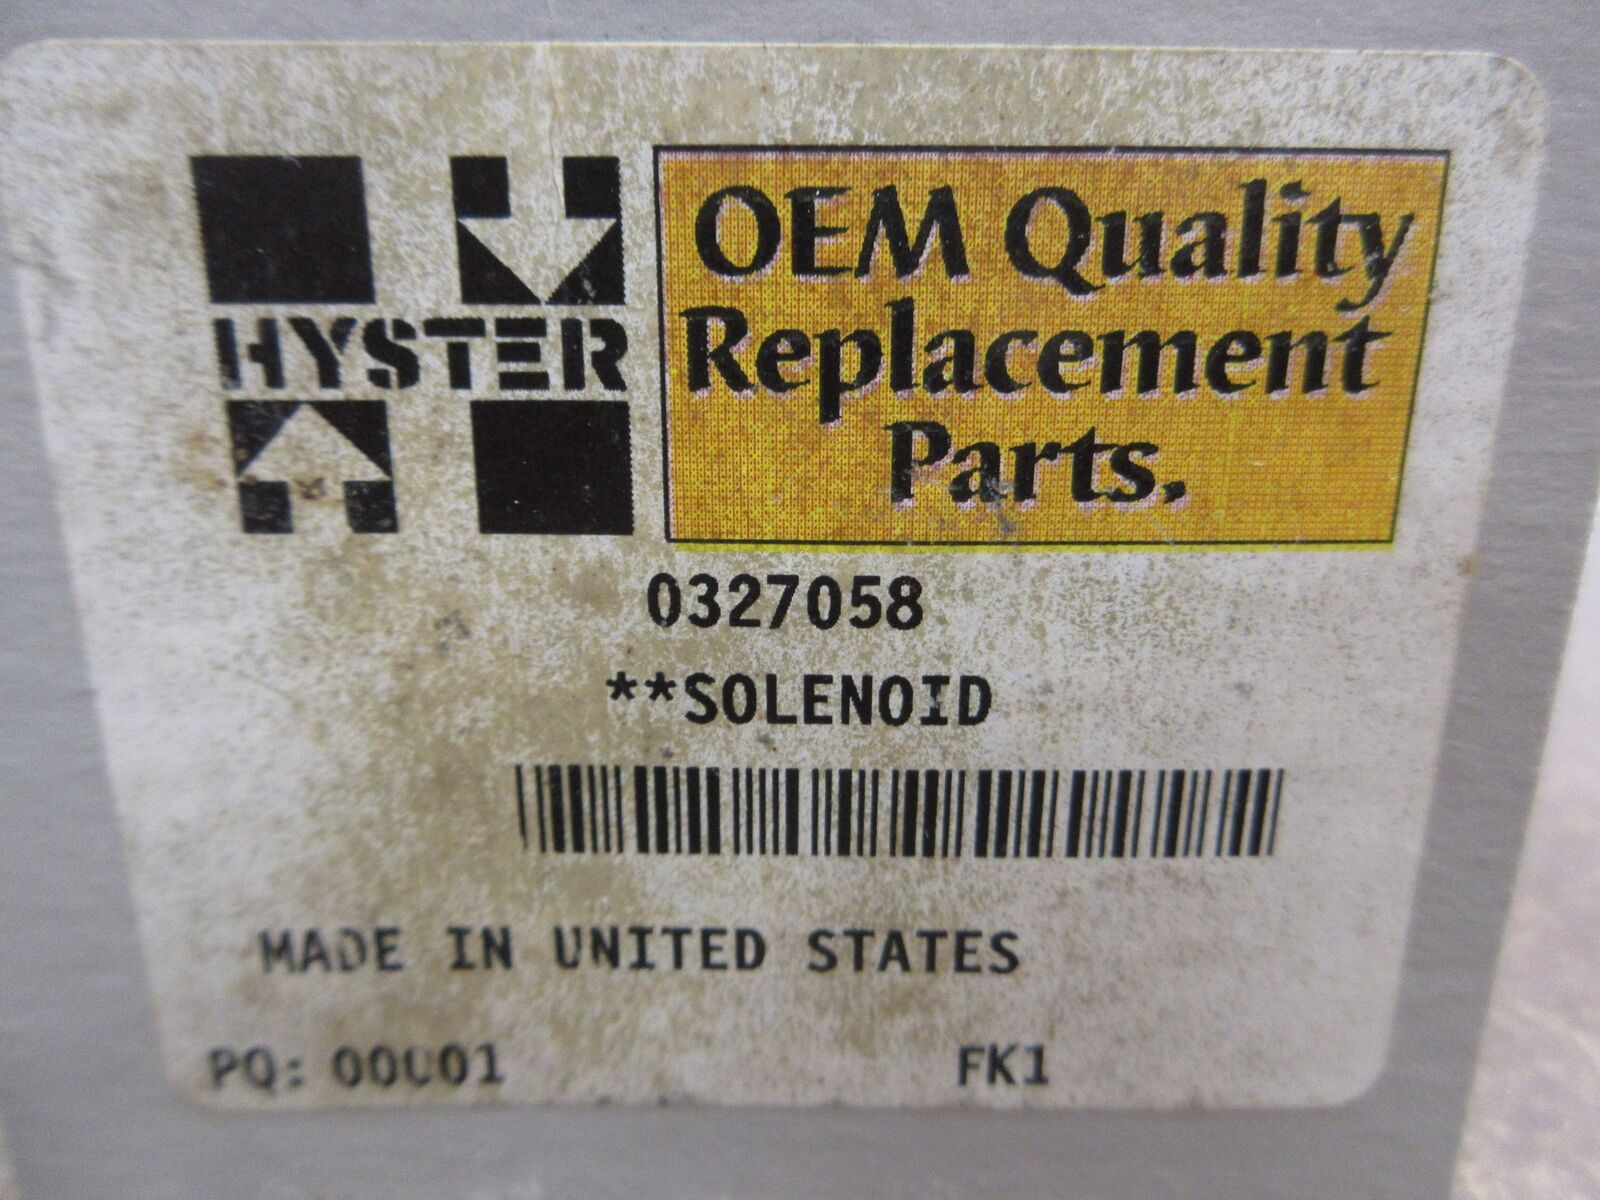 HYSTER
OEM Quality
Replacement
Parts.
0327058
**SOLENOID
MADE IN UNITED STATES
PQ: 00001
FK1